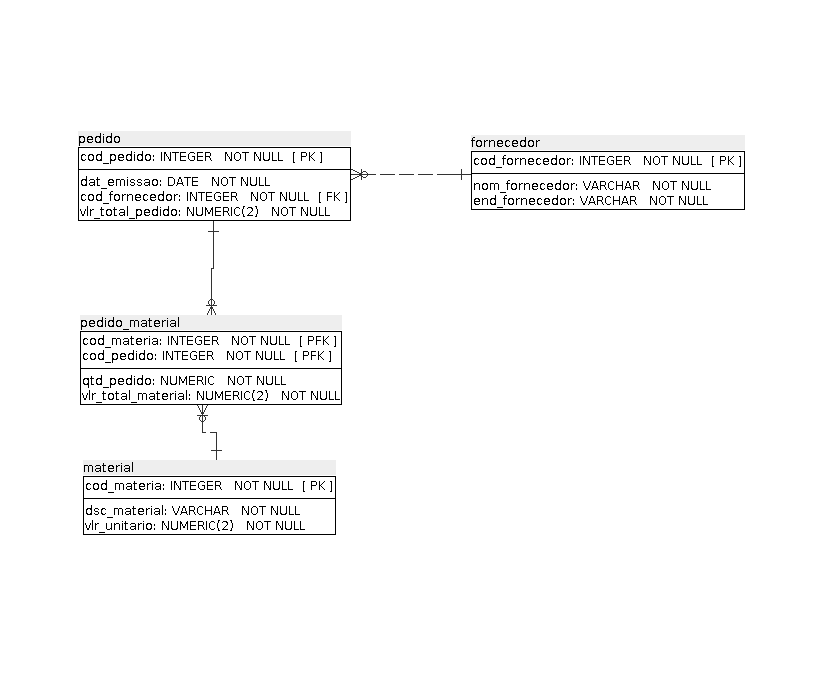 pedido
cod_pedido: INTEGER NOT NULL [ PK ]
dat_emissao: DATE NOT NULL
cod_fornecedor: INTEGER NOT NULL [ FK ]
vlr_total_pedido: NUMERIC(2) NOT NULL
fornecedor
cod_fornecedor: INTEGER NOT NULL [ PK ]
nom_fornecedor: VARCHAR NOT NULL
end_fornecedor: VARCHAR NOT NULL
pedido_material
cod_materia: INTEGER NOT NULL [ PFK ]
cod_pedido: INTEGER NOT NULL [ PFK ]
qtd_pedido: NUMERIC NOT NULL
vlr_total_material: NUMERIC(2) NOT NULL
material
cod_materia: INTEGER NOT NULL [ PK ]
dsc_material: VARCHAR NOT NULL
vlr_unitario: NUMERIC(2) NOT NULL